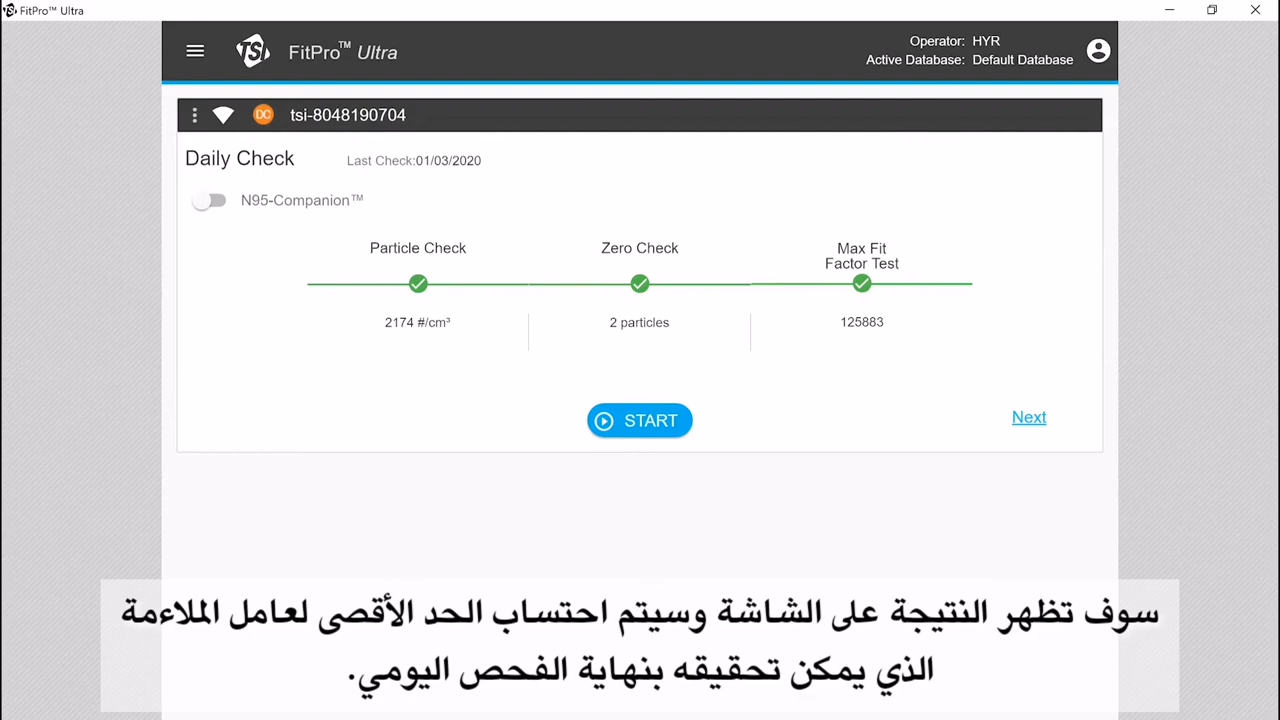 FitPro™ Ultra
TSI FitPro™ Ultra
Operator: HYR
Active Database: Default Database
DC tsi-8048190704
Daily Check Last Check:01/03/2020
N95-Companion™
Particle Check
Zero Check
Max Fit
Factor Test
2174 #/cm³
2 particles
125883
START
Next
سوف تظهر النتيجة على الشاشة وسيتم احتساب الحد الأقصى لعامل الملاءمة
الذي يمكن تحقيقه بنهاية الفحص اليومي.